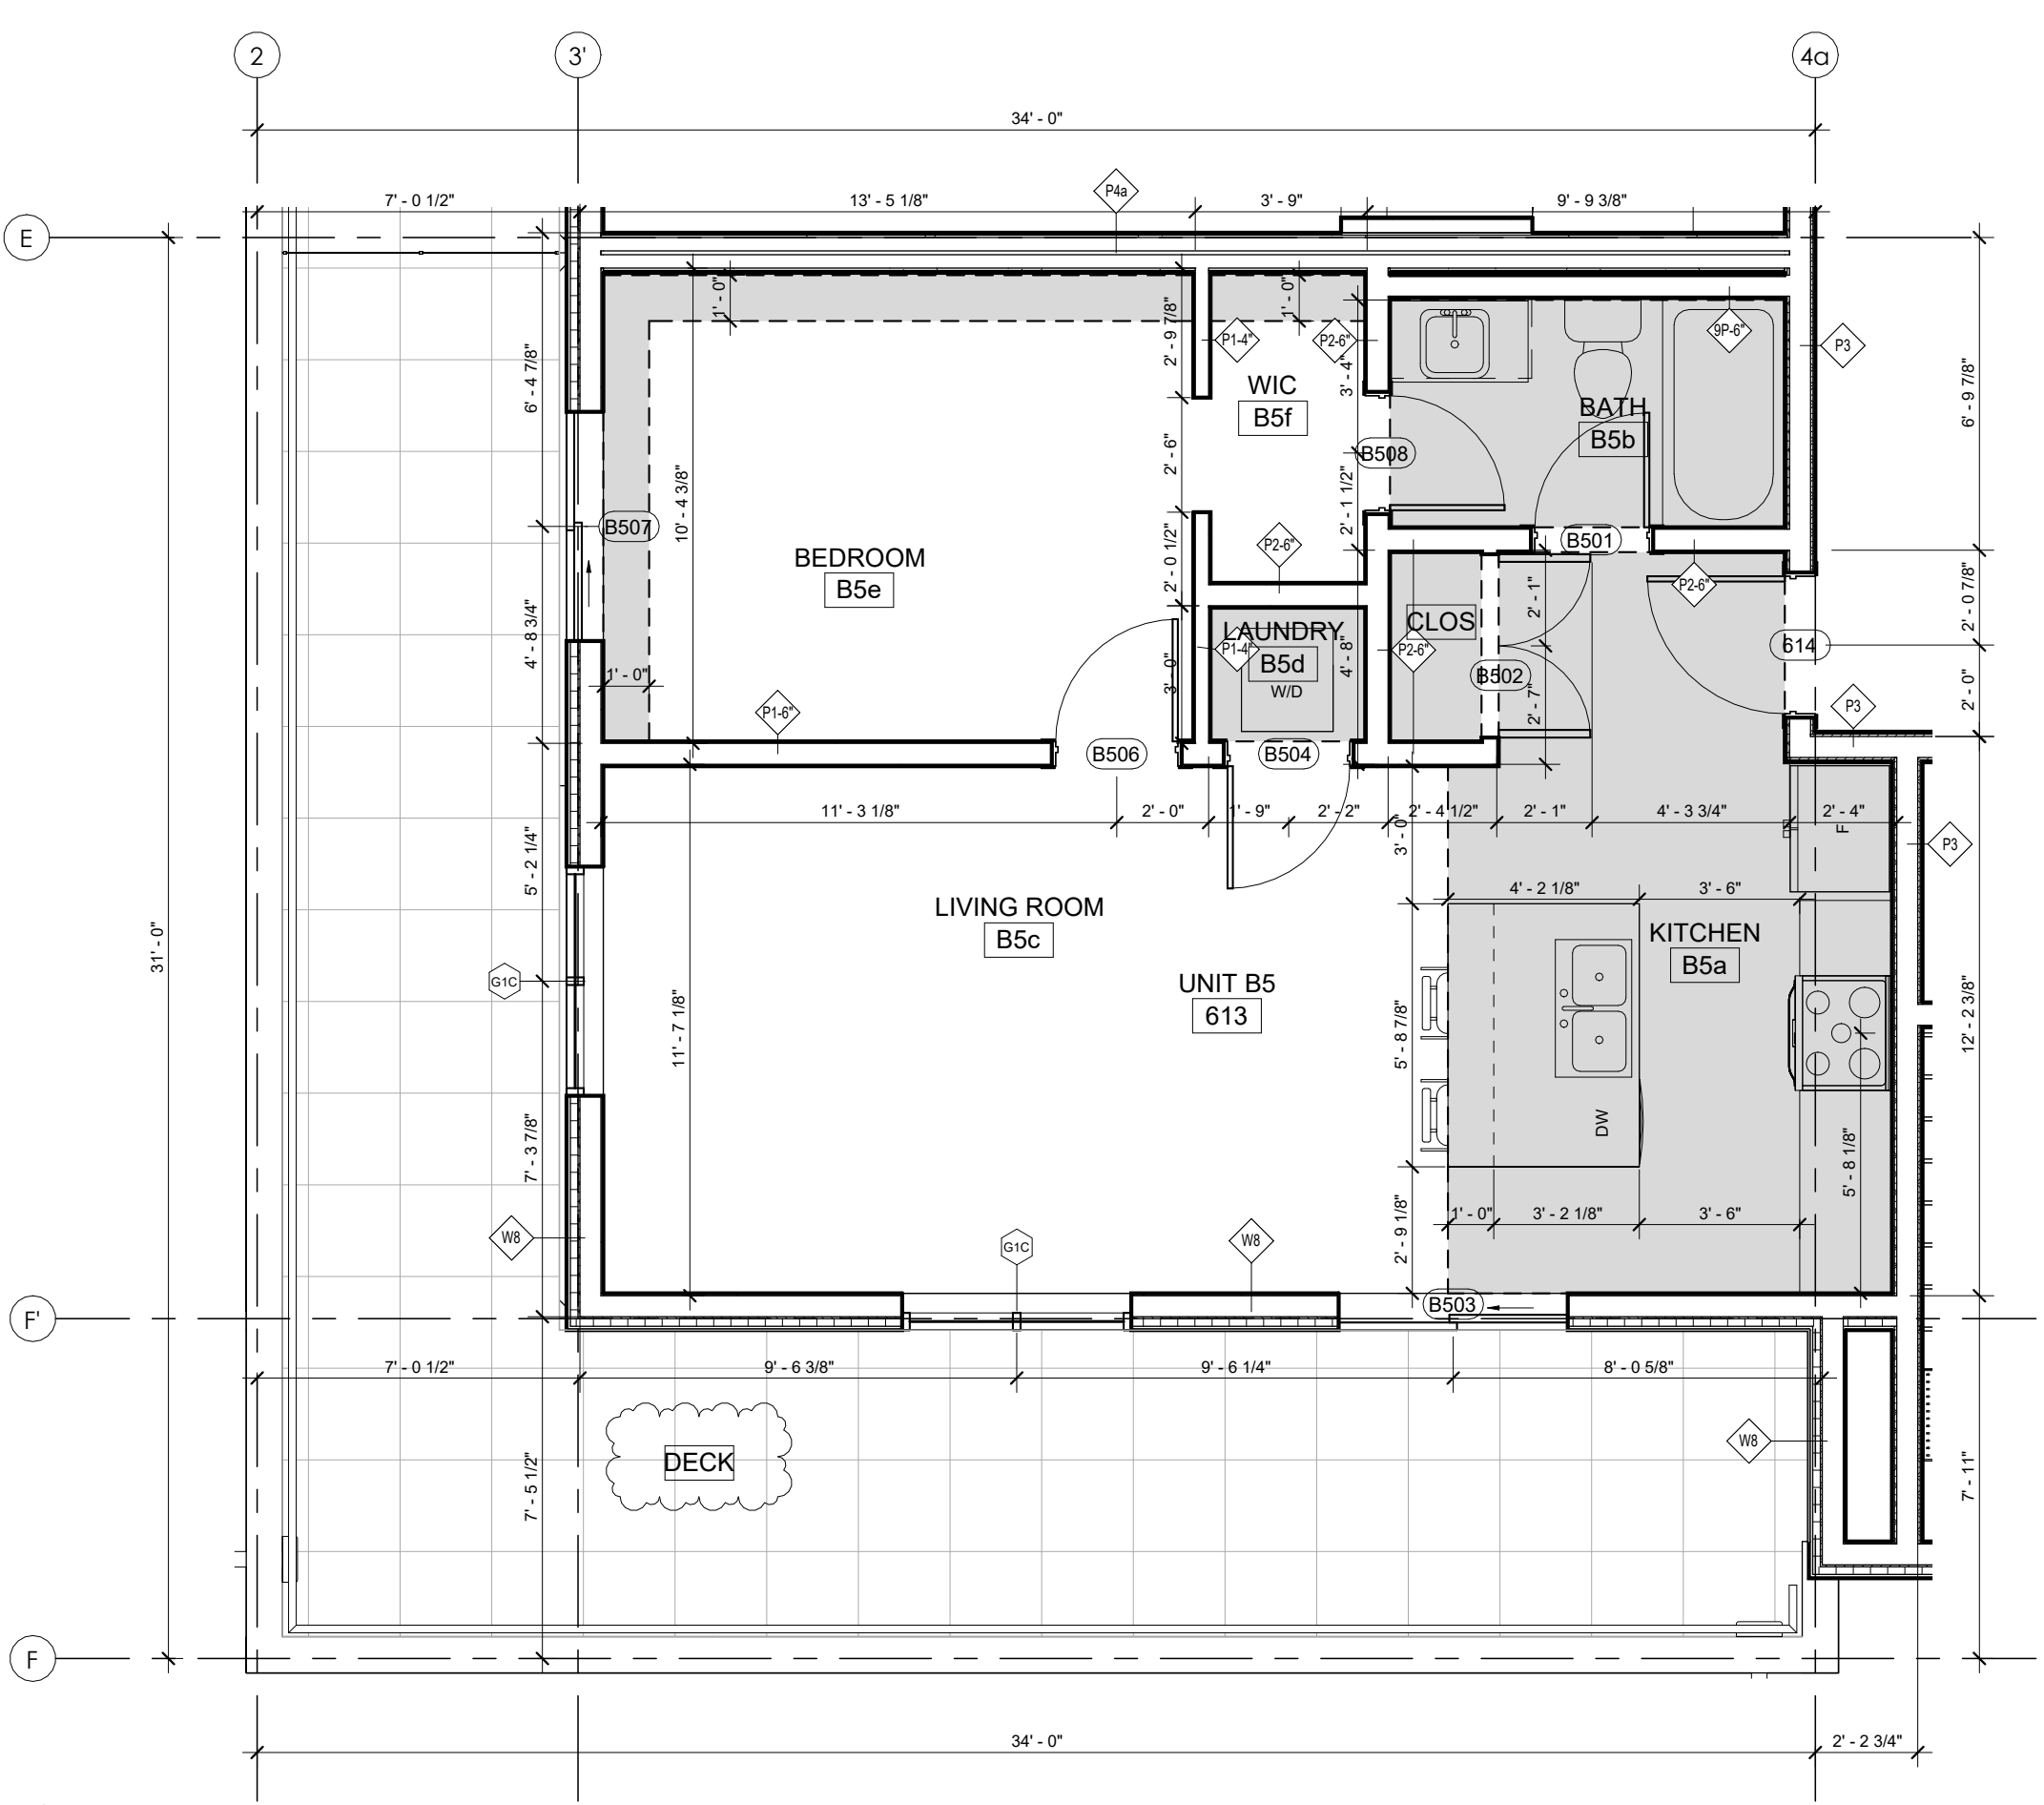 2
3'
4a
34' - 0"
7' - 0 1/2"
13' - 5 1/8"
P4a
3' - 9"
9' - 9 3/8"
E
1' - 0"
1' - 0"
2' - 9 7/8"
P1-4"
P2-6"
9P-6"
P3
6' - 4 7/8"
3' - 4"
6' - 9 7/8"
WIC
B5f
BATH
B5b
2' - 6"
B508
10' - 4 3/8"
2' - 1 1/2"
B507
B501
BEDROOM
B5e
P2-6"
2' - 0 1/2"
P2-6"
2' - 1"
2' - 0 7/8"
CLOS
LAUNDRY
B5d
W/D
P1-4"
4' - 8"
P2-6"
614
4' - 8 3/4"
1' - 0"
3' - 0"
B502
2' - 7"
2' - 0"
P3
P1-6"
B506
B504
11' - 3 1/8"
2' - 0"
1' - 9"
2' - 2"
2' - 4 1/2"
2' - 1"
4' - 3 3/4"
2' - 4"
3' - 0"
F
P3
5' - 2 1/4"
4' - 2 1/8"
3' - 6"
LIVING ROOM
B5c
KITCHEN
B5a
31' - 0"
G1C
UNIT B5
613
11' - 7 1/8"
5' - 8 7/8"
12' - 2 3/8"
DW
7' - 3 7/8"
5' - 8 1/8"
W8
G1C
W8
2' - 9 1/8"
1' - 0"
3' - 2 1/8"
3' - 6"
B503
F'
7' - 0 1/2"
9' - 6 3/8"
9' - 6 1/4"
8' - 0 5/8"
DECK
W8
7' - 5 1/2"
7' - 11"
F
34' - 0"
2' - 2 3/4"